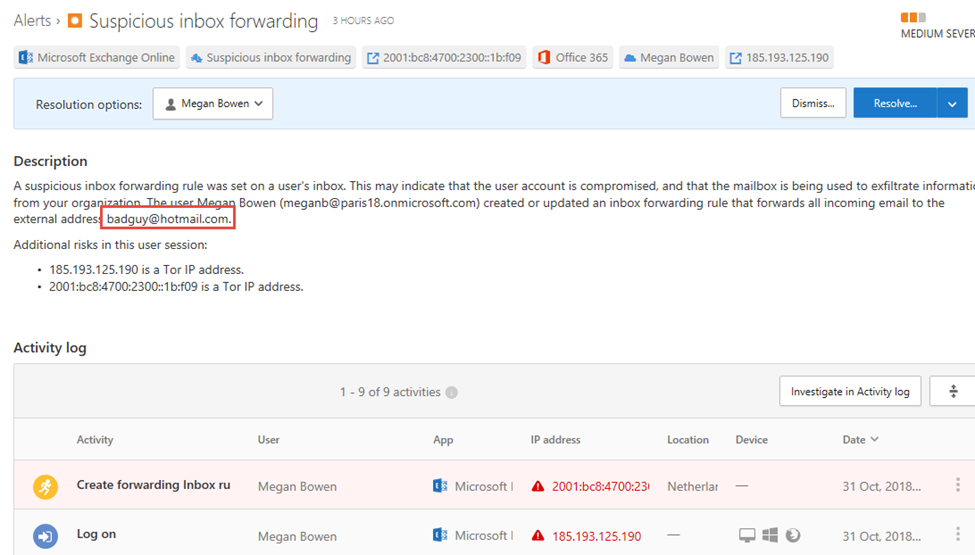 Alerts › Suspicious inbox forwarding 3 HOURS AGO
MEDIUM SEVER
Microsoft Exchange Online Suspicious inbox forwarding 2001:bc8:4700:2300::1b:f09 Office 365 Megan Bowen 185.193.125.190
Resolution options: Megan Bowen Dismiss... Resolve...
Description
A suspicious inbox forwarding rule was set on a user's inbox. This may indicate that the user account is compromised, and that the mailbox is being used to exfiltrate informati
from your organization. The user Megan Bowen (meganb@paris18.onmicrosoft.com) created or updated an inbox forwarding rule that forwards all incoming email to the
external address badguy@hotmail.com.
Additional risks in this user session:
• 185.193.125.190 is a Tor IP address.
• 2001:bc8:4700:2300::1b:f09 is a Tor IP address.
Activity log
1 - 9 of 9 activities Investigate in Activity log
Activity User App IP address Location Device Date
Create forwarding Inbox ru Megan Bowen Microsoft 2001:bc8:4700:23 Netherlan — 31 Oct, 2018...
Log on Megan Bowen Microsoft 185.193.125.190 — 31 Oct, 2018...